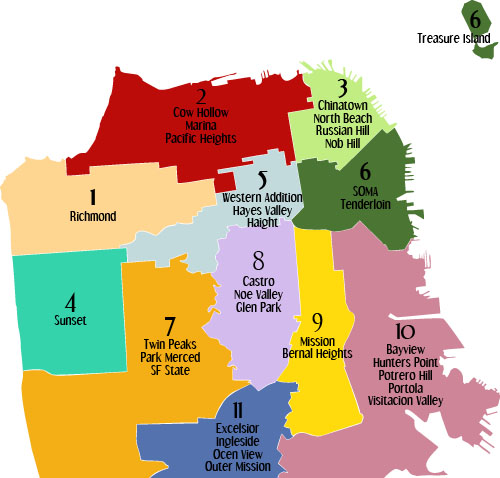 6
Treasure Island
2
Cow Hollow
Marina
Pacific Heights
3
Chinatown
North Beach
Russian Hill
Nob Hill
1
Richmond
5
Western Addition
Hayes Valley
Haight
6
SOMA
Tenderloin
4
Sunset
7
Twin Peaks
Park Merced
SF State
8
Castro
Noe Valley
Glen Park
9
Mission
Bernal Heights
10
Bayview
Hunters Point
Potrero Hill
Portola
Visitacion Valley
11
Excelsior
Ingleside
Ocen View
Outer Mission